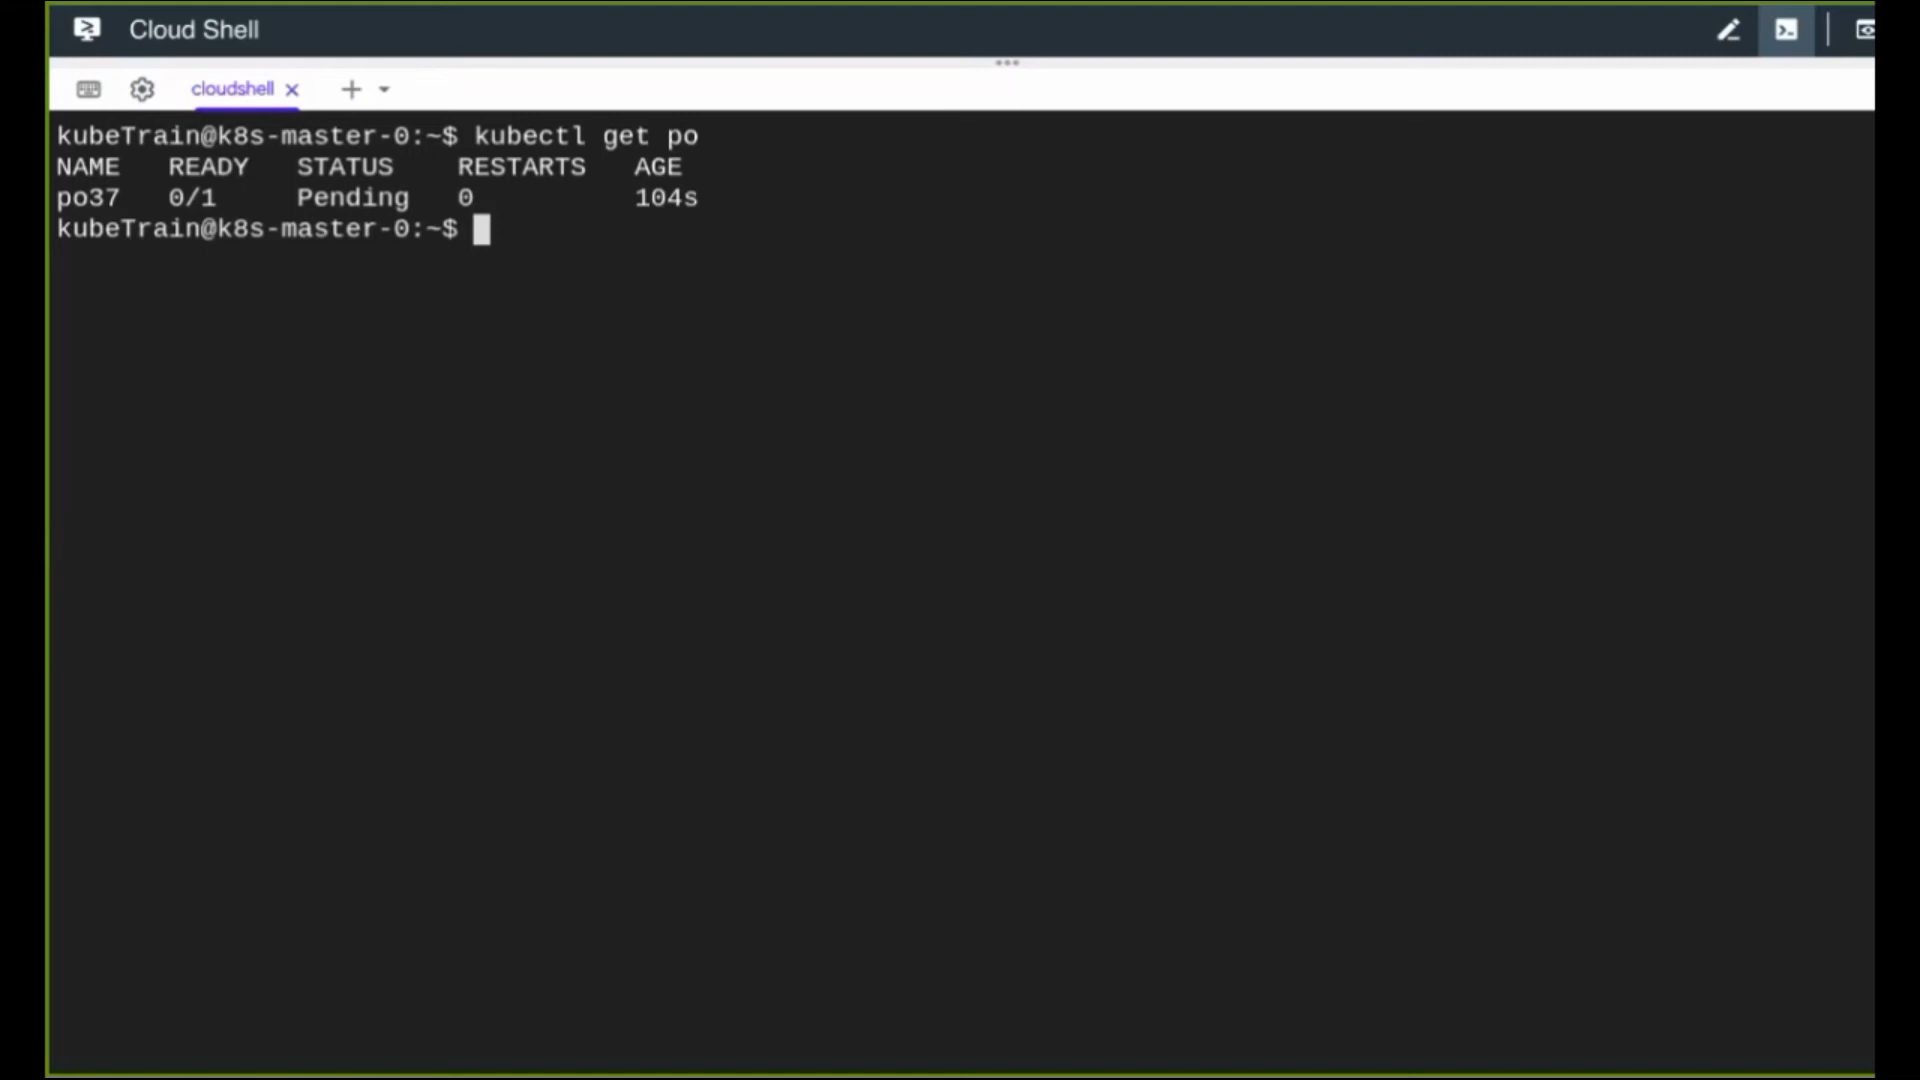 Cloud Shell
cloudshell
kubeTrain@k8s-master-0:~$ kubectl get po
NAME READY STATUS RESTARTS AGE
po37 0/1 Pending 0 104s
kubeTrain@k8s-master-0:~$